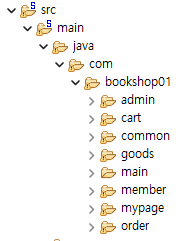 src
main
java
com
bookshop01
admin
cart
common
goods
main
member
mypage
order